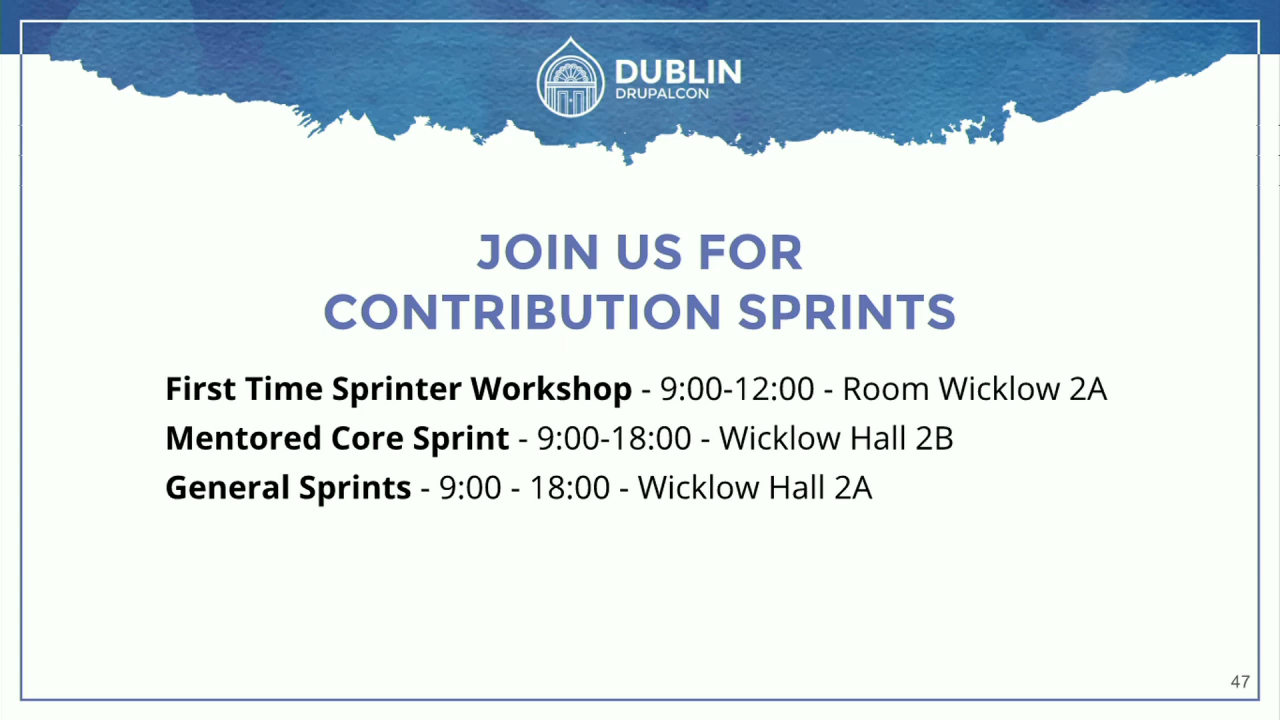 DUBLIN
DRUPALCON
JOIN US FOR
CONTRIBUTION SPRINTS
First Time Sprinter Workshop - 9:00-12:00 - Room Wicklow 2A
Mentored Core Sprint - 9:00-18:00 - Wicklow Hall 2B
General Sprints - 9:00 - 18:00 - Wicklow Hall 2A
47